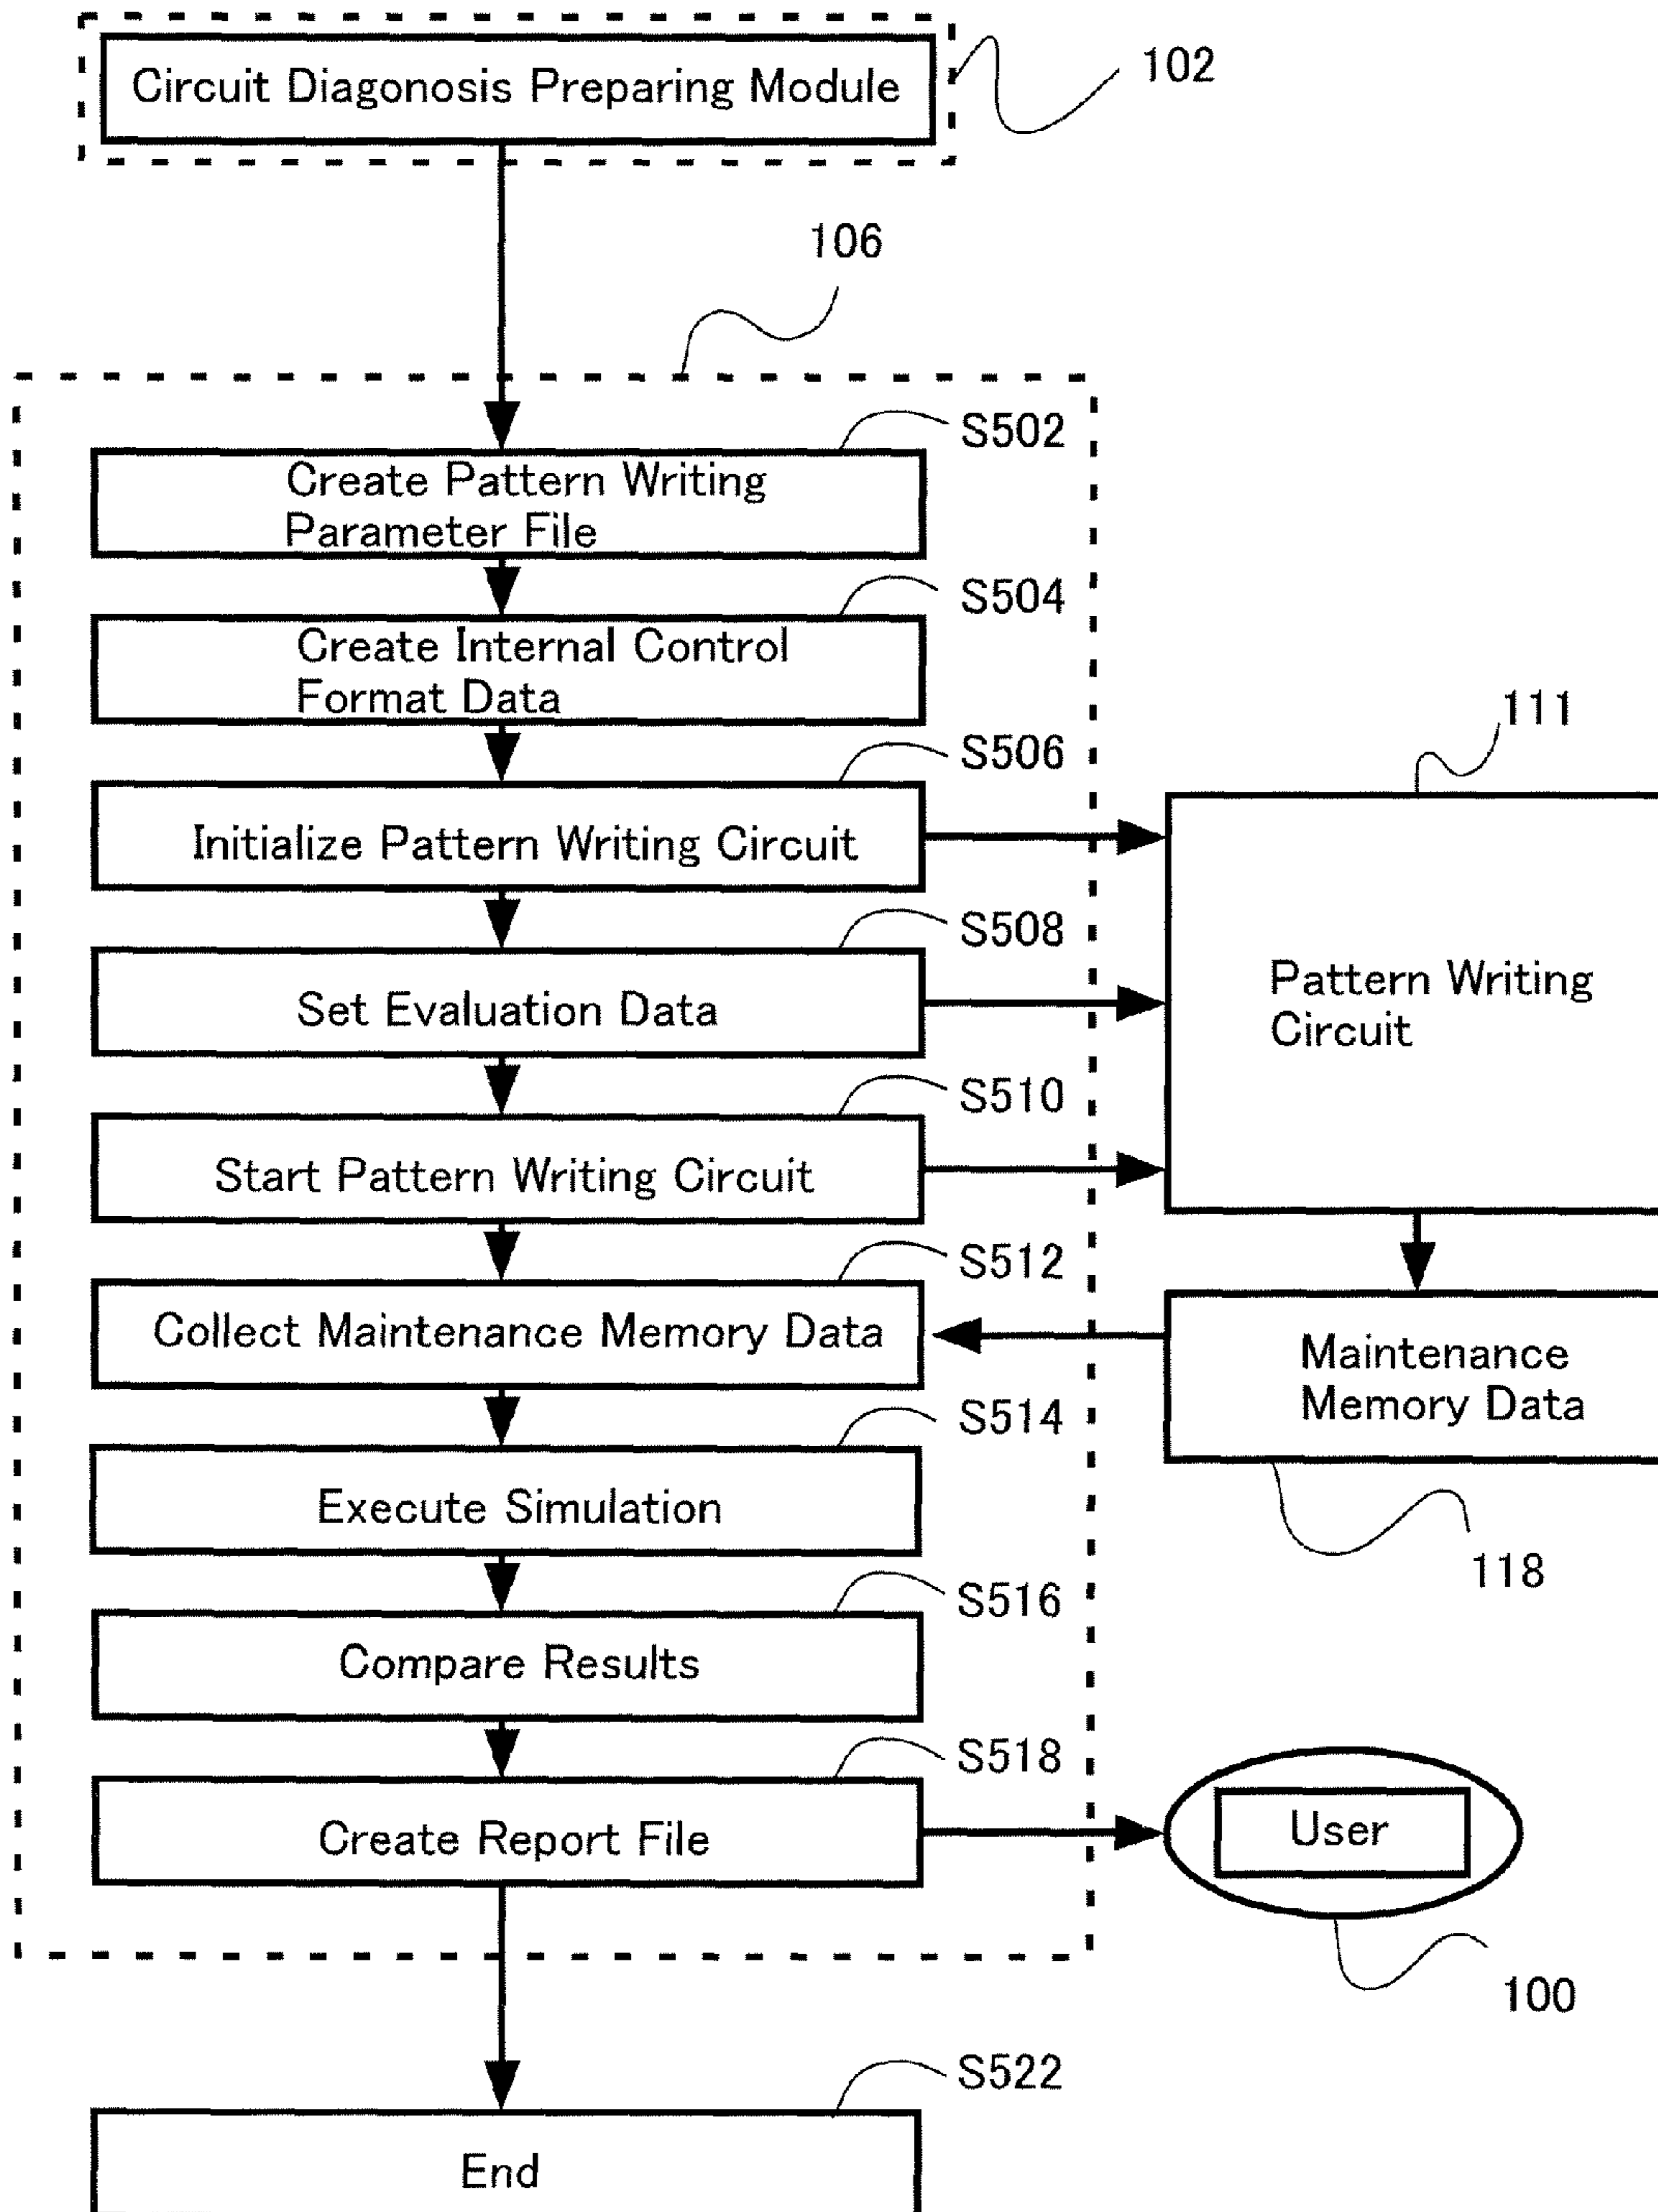 Circuit Diagonosis Preparing Module
102
106
S502
Create Pattern Writing
Parameter File
S504
Create Internal Control
Format Data
S506
111
Initialize Pattern Writing Circuit
S508
Pattern Writing
Circuit
Set Evaluation Data
S510
Start Pattern Writing Circuit
S512
Collect Maintenance Memory Data
Maintenance
Memory Data
S514
Execute Simulation
118
S516
Compare Results
S518
Create Report File
User
100
S522
End